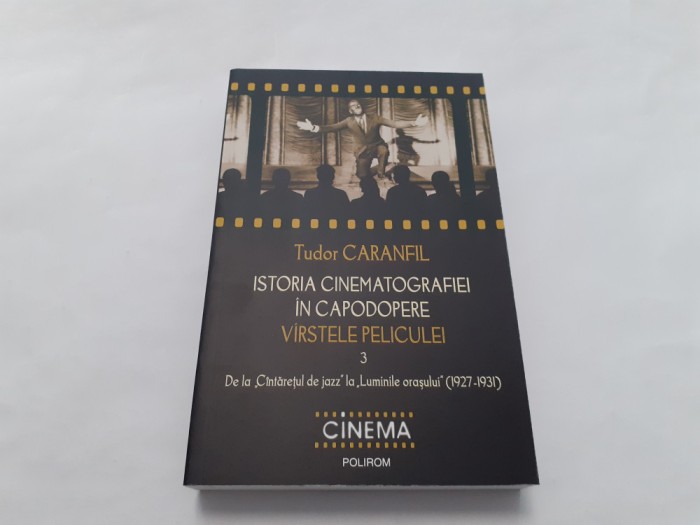 Tudor CARANFIL
ISTORIA CINEMATOGRAFIEI
ÎN CAPODOPERE
VÎRSTELE PELICULEI
3
De la „Cîntărețul de jazz” la „Luminile orașului” (1927-1931)
CINEMA
POLIROM